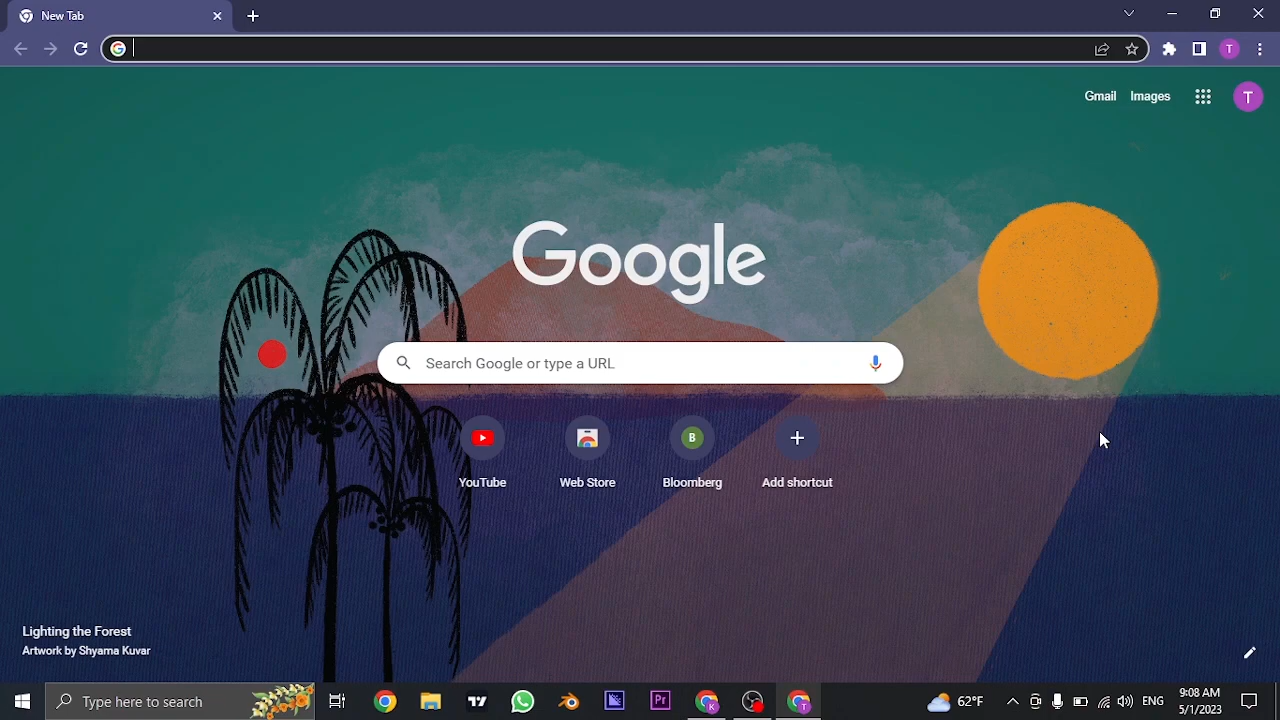 New Tab
Gmail Images T
Google
Search Google or type a URL
B
YouTube Web Store Bloomberg Add shortcut
Lighting the Forest
Artwork by Shyama Kuvar
Type here to search
Pr
K
T
62°F
ENG
9:08 AM
5/1/2023